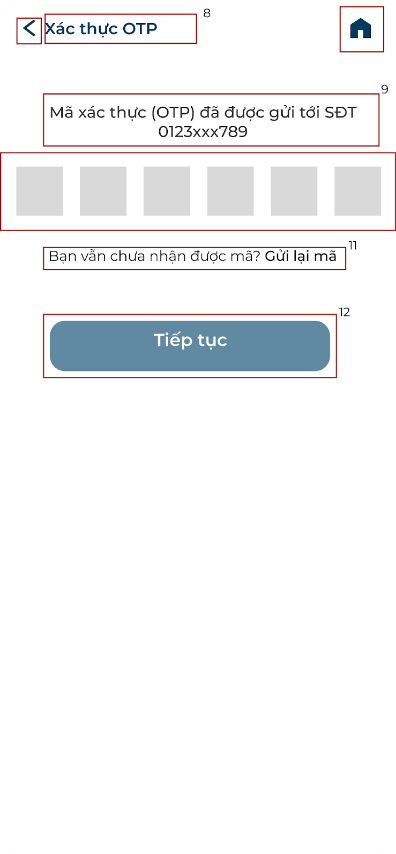 8
Xác thực OTP
9
Mã xác thực (OTP) đã được gửi tới SĐT
0123xxx789
11
Bạn vẫn chưa nhận được mã? Gửi lại mã
12
Tiếp tục